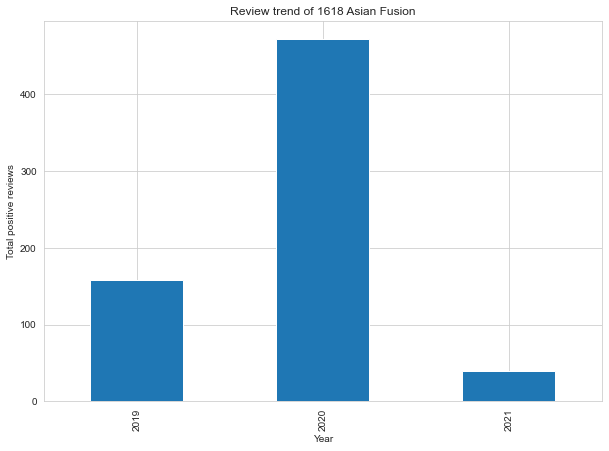 Review trend of 1618 Asian Fusion
Total positive reviews
400
300
200
100
0
2019
2020
2021
Year